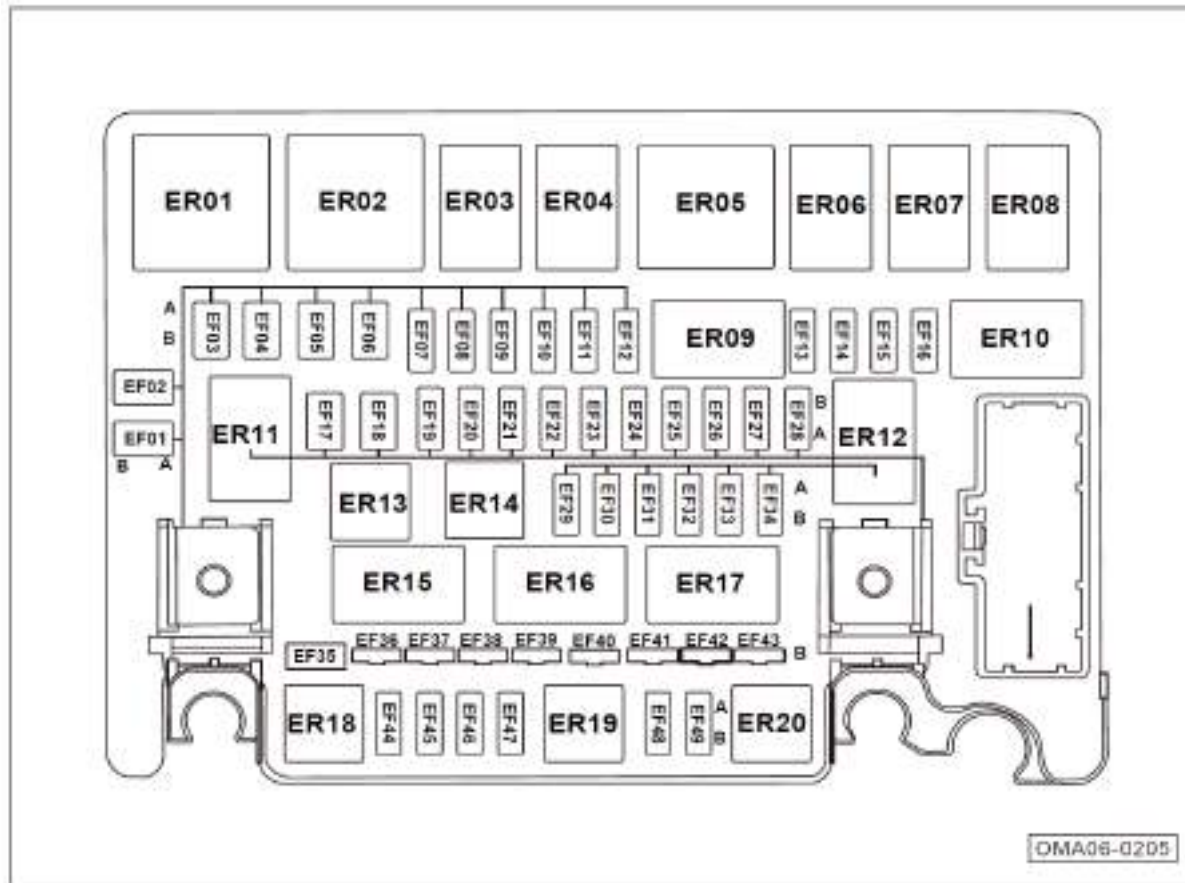 ER01 ER02 ER03 ER04 ER05 ER06 ER07 ER08
A
B
EF03 EF04 EF05 EF06 EF07 EF08 EF09 EF10 EF11 EF12 ER09 EF13 EF14 EF15 EF16 ER10
EF02
EF01
B A
ER11 EF17 EF18 EF19 EF20 EF21 EF22 EF23 EF24 EF25 EF26 EF27 EF28 B A ER12
ER13 ER14 EF29 EF30 EF31 EF32 EF33 EF34 A B
ER15 ER16 ER17
EF35 EF36 EF37 EF38 EF39 EF40 EF41 EF42 EF43 B
ER18 EF44 EF45 EF46 EF47 ER19 EF48 EF49 A B ER20
OMA06-0205